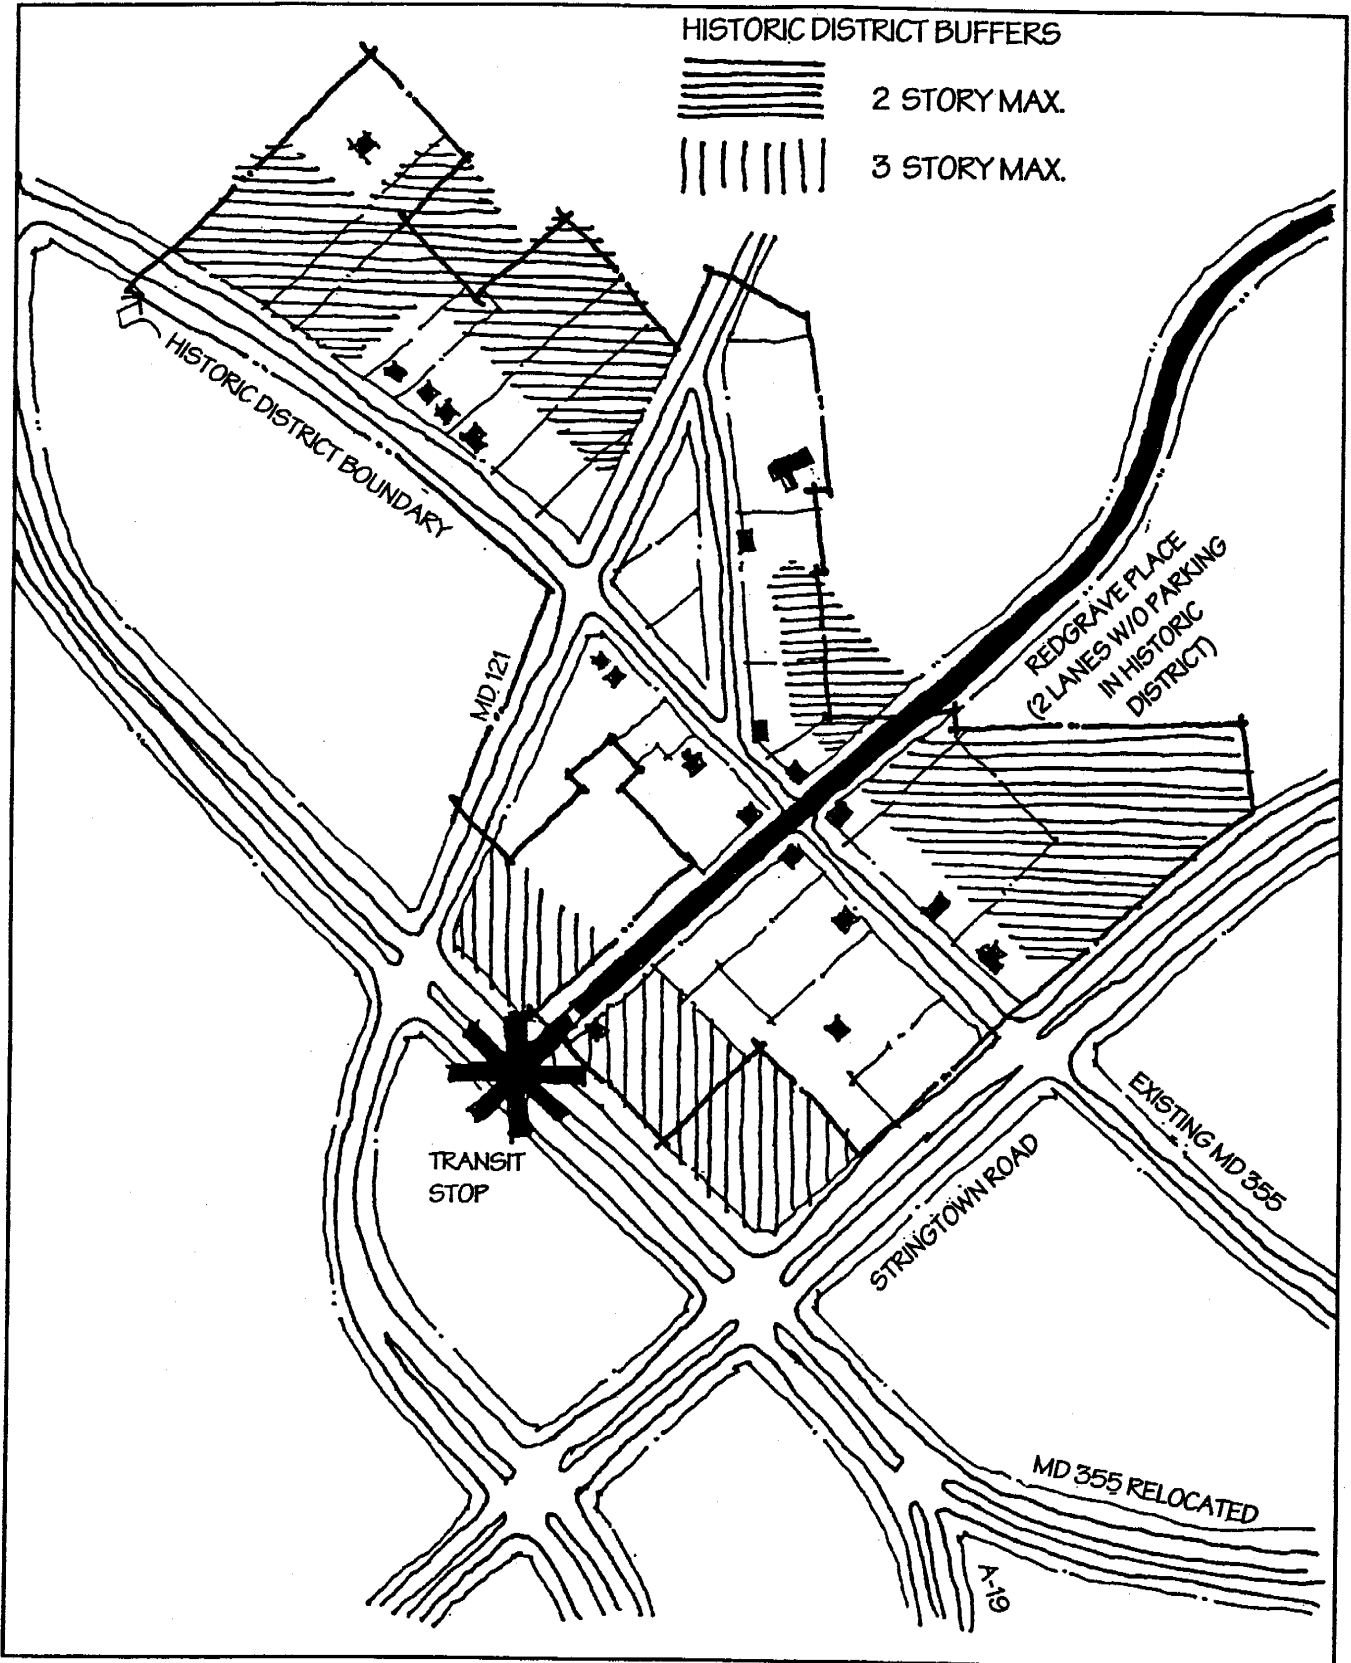 HISTORIC DISTRICT BUFFERS
2 STORY MAX.
3 STORY MAX.
HISTORIC DISTRICT BOUNDARY
REDGRAVE PLACE
(2 LANES W/O PARKING
IN HISTORIC
DISTRICT)
MD. 121
TRANSIT
STOP
EXISTING MD 355
STRINGTOWN ROAD
MD 355 RELOCATED
A-19